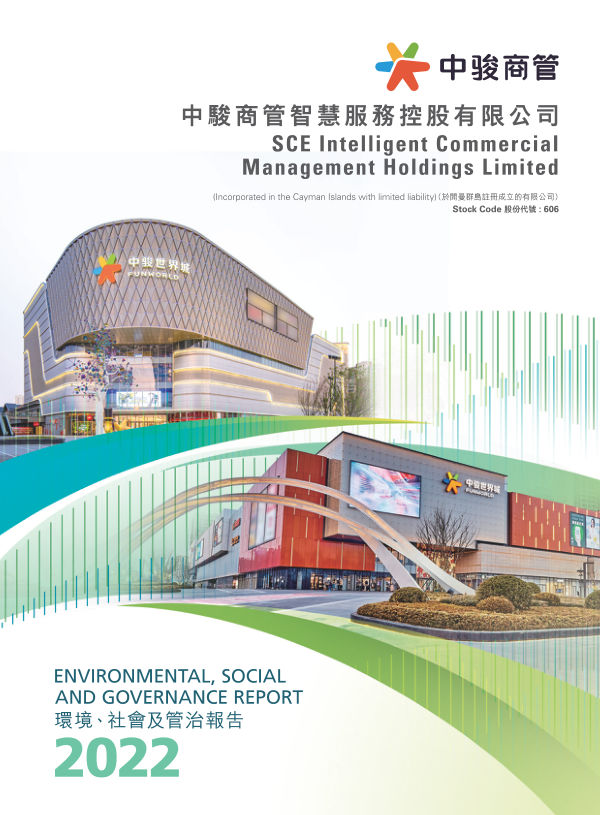 中骏商管
中駿商管智慧服務控股有限公司
SCE Intelligent Commercial
Management Holdings Limited
(Incorporated in the Cayman Islands with limited liability) (於開曼群島註冊成立的有限公司)
Stock Code 股份代號 : 606
中骏世界城
FUNWORLD
中骏世界城
FUNWORLD
ENVIRONMENTAL, SOCIAL
AND GOVERNANCE REPORT
環境、社會及管治報告
2022